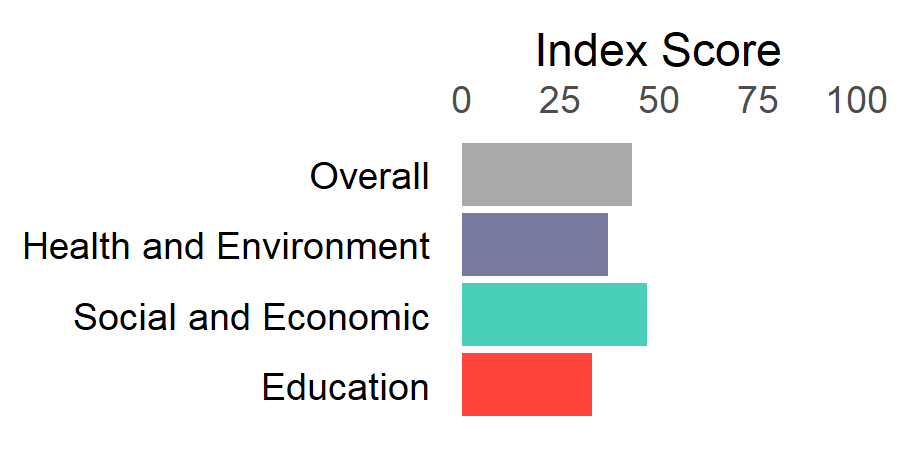 Index Score
0 25 50 75 100
Overall
Health and Environment
Social and Economic
Education